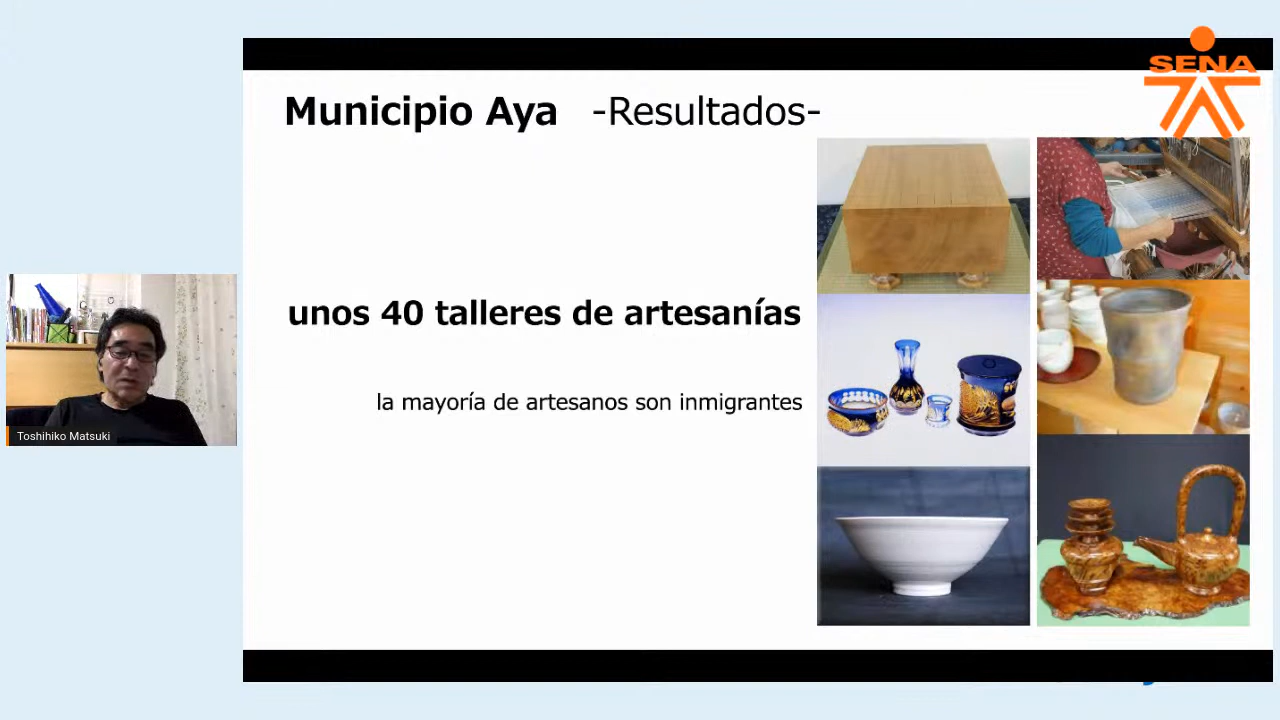 SENA
Municipio Aya -Resultados-
unos 40 talleres de artesanías
la mayoría de artesanos son inmigrantes
Toshihiko Matsuki